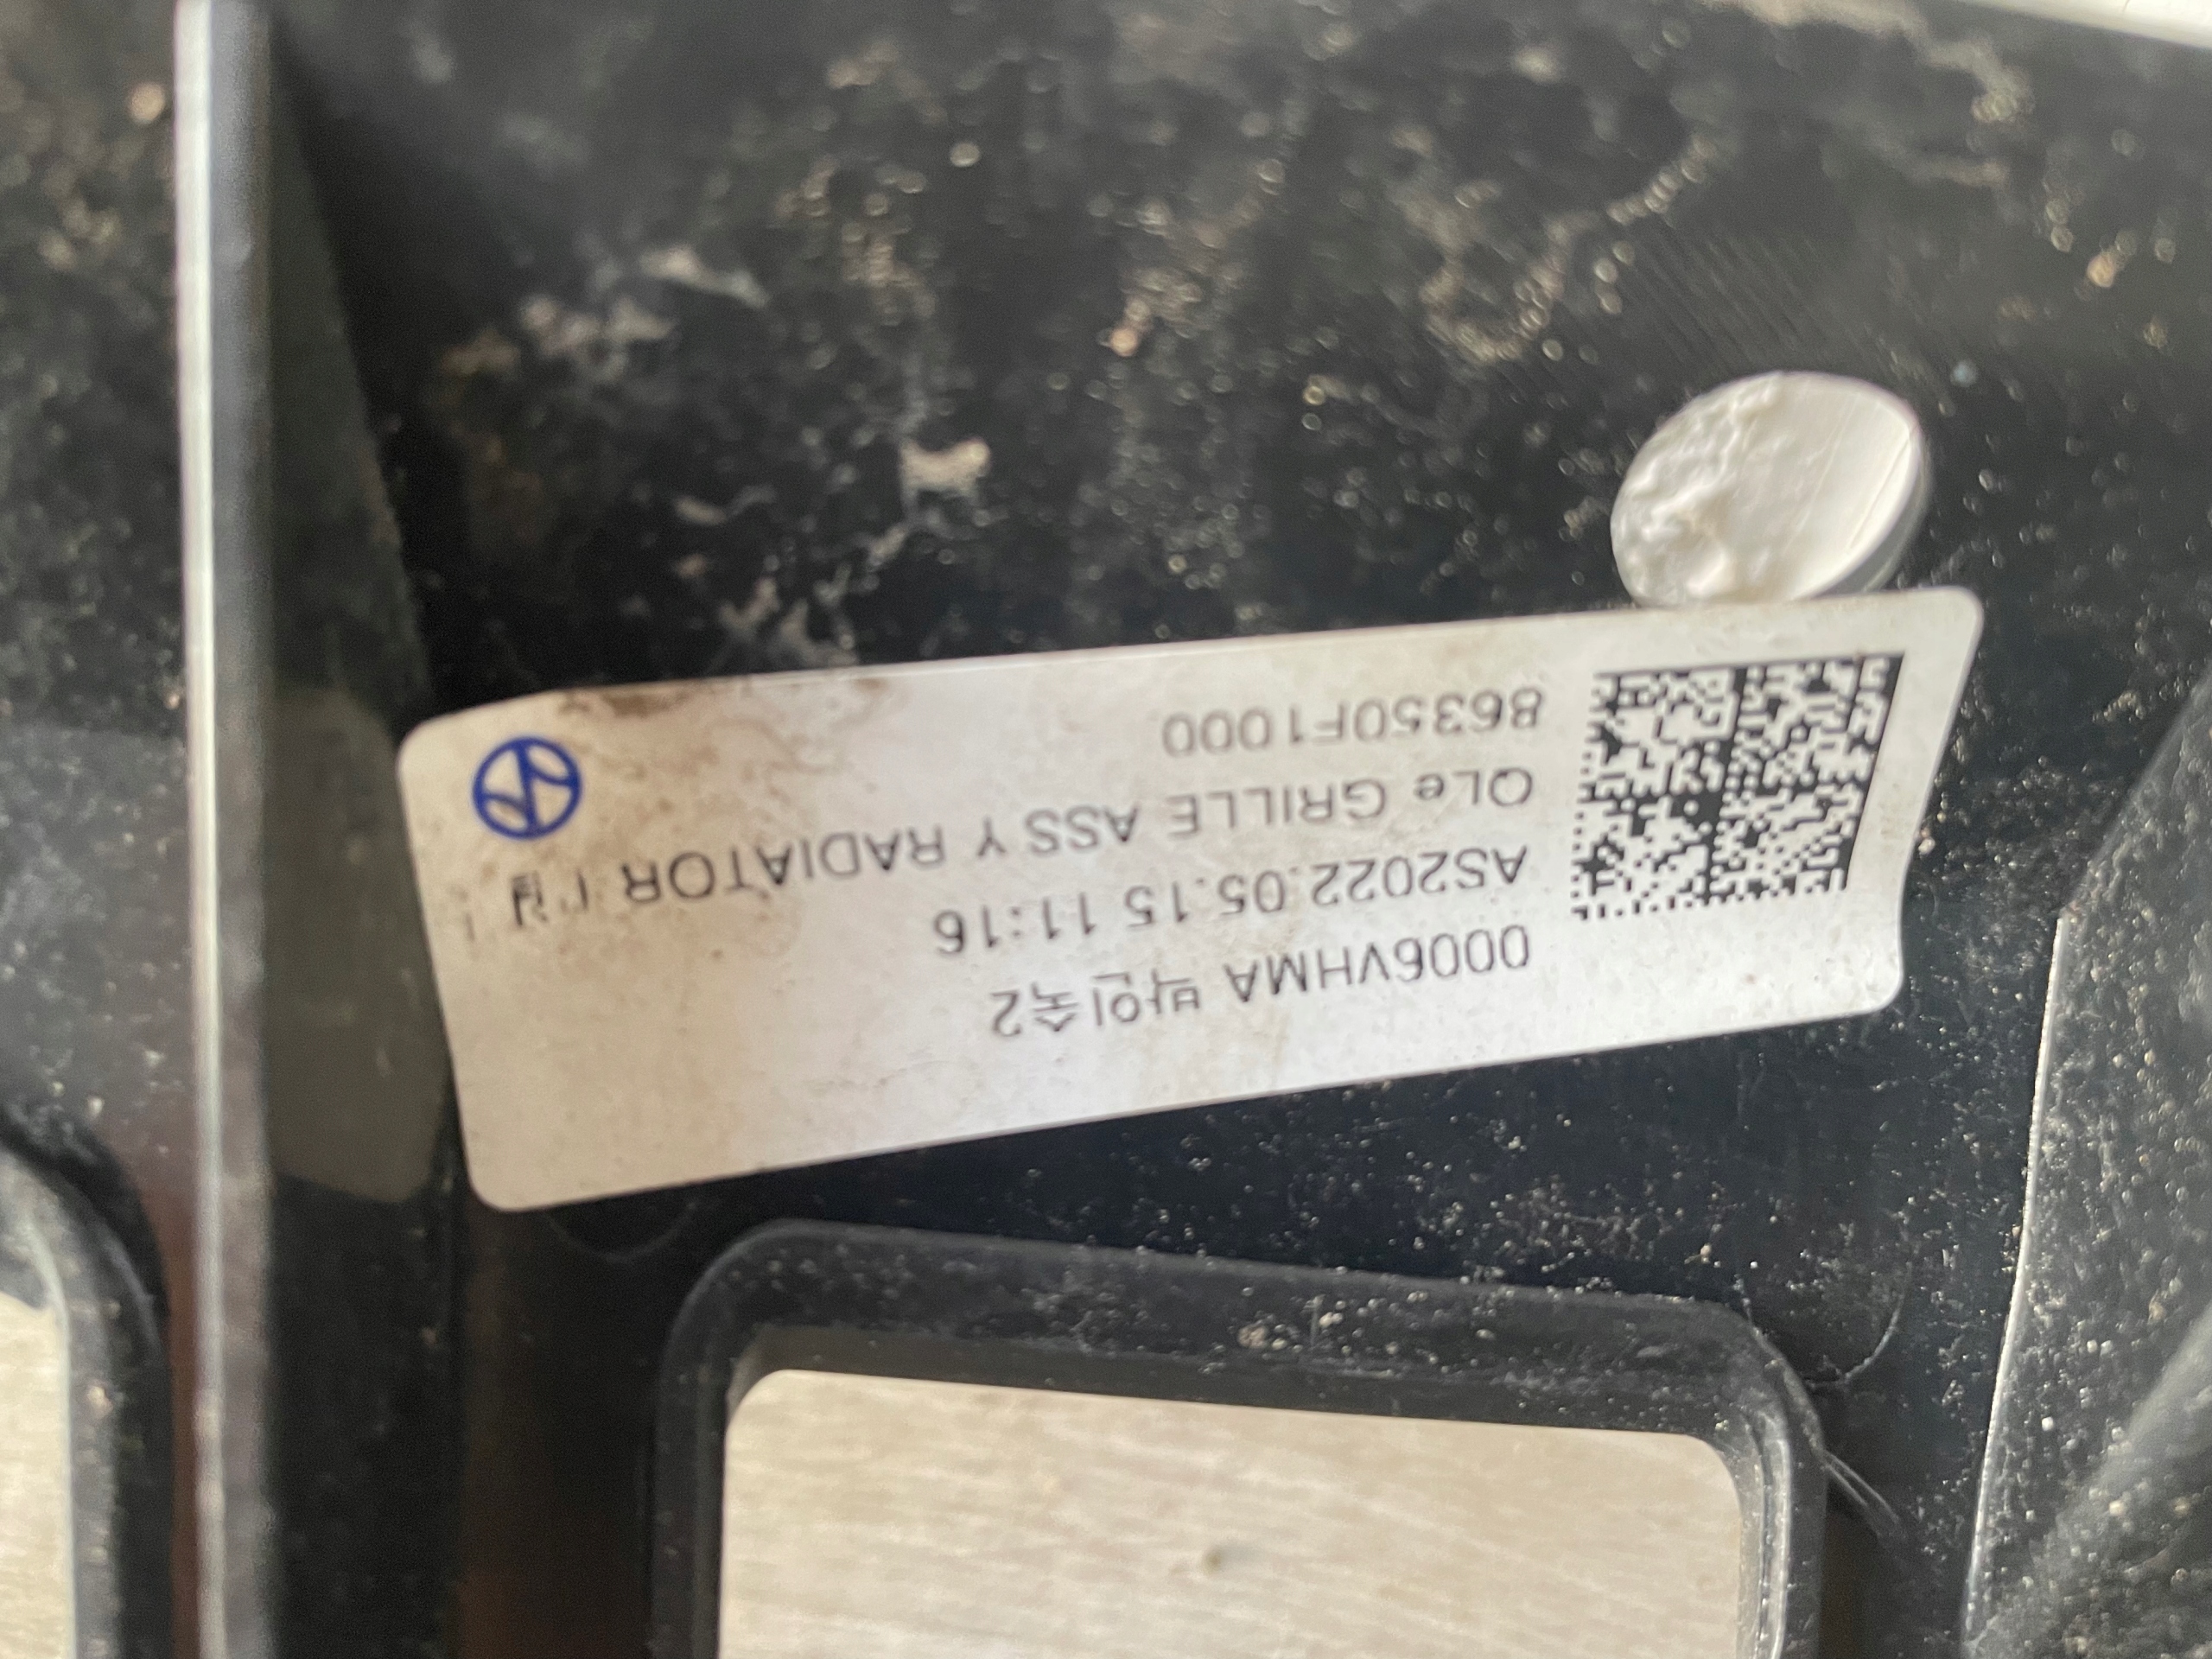 86350F1000
QLe GRILLE ASS Y RADIATOR
AS2022.05.15 11:16
0006VHMA 박인숙2